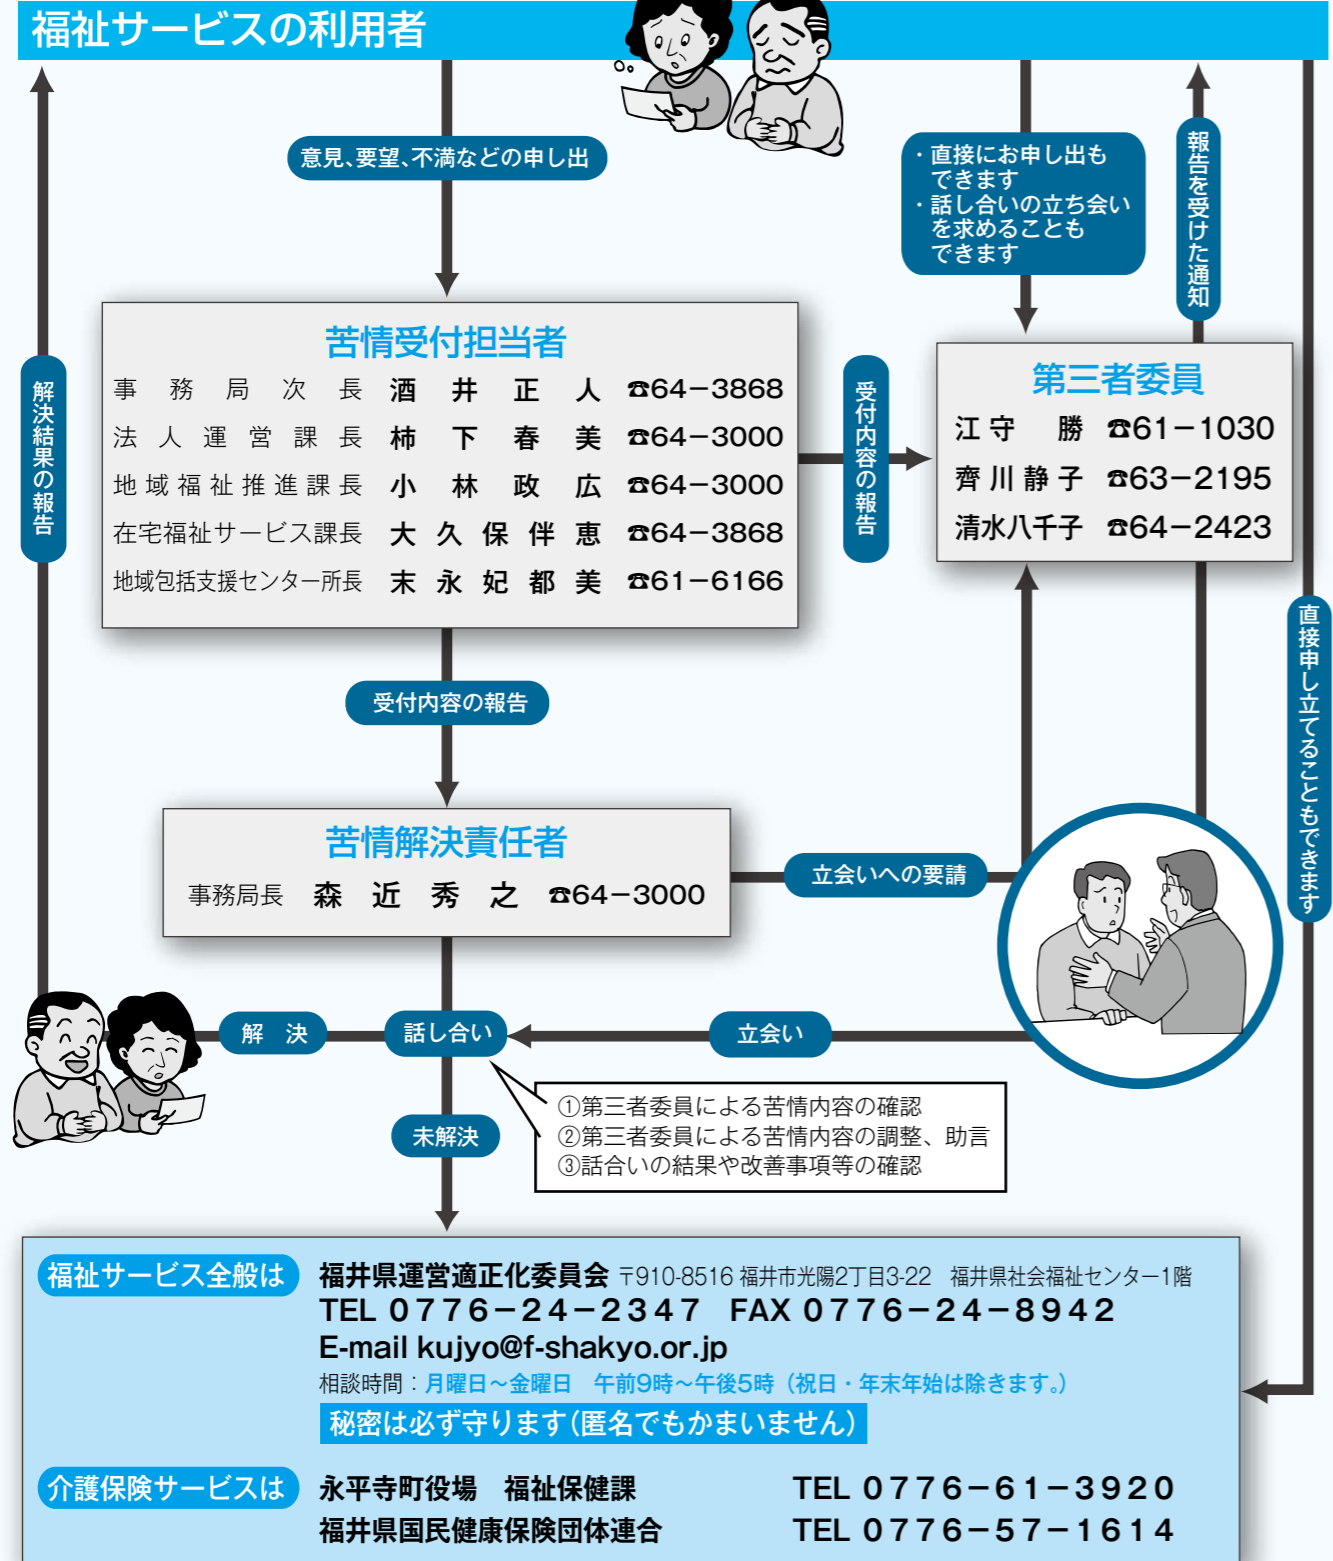 福祉サービスの利用者
意見、要望、不満などの申し出
・直接にお申し出も
できます
・話し合いの立ち会い
を求めることも
できます
報告を受けた通知
解決結果の報告
苦情受付担当者
事務局次長 酒井正人 ☎64－3868
法人運営課長 柿下春美 ☎64－3000
地域福祉推進課長 小林政広 ☎64－3000
在宅福祉サービス課長 大久保伴恵 ☎64－3868
地域包括支援センター所長 末永妃都美 ☎61－6166
受付内容の報告
第三者委員
江守 勝 ☎61－1030
齊川静子 ☎63－2195
清水八千子 ☎64－2423
直接申し立てることもできます
受付内容の報告
苦情解決責任者
事務局長 森近秀之 ☎64－3000
立会いへの要請
解 決
話し合い
立会い
未解決
①第三者委員による苦情内容の確認
②第三者委員による苦情内容の調整、助言
③話合いの結果や改善事項等の確認
福祉サービス全般は 福井県運営適正化委員会 〒910-8516 福井市光陽2丁目3-22 福井県社会福祉センター1階
TEL 0776－24－2347 FAX 0776－24－8942
E-mail kujyo@f-shakyo.or.jp
相談時間：月曜日～金曜日 午前9時～午後5時（祝日・年末年始は除きます。）
秘密は必ず守ります（匿名でもかまいません）
介護保険サービスは 永平寺町役場 福祉保健課 TEL 0776－61－3920
福井県国民健康保険団体連合 TEL 0776－57－1614